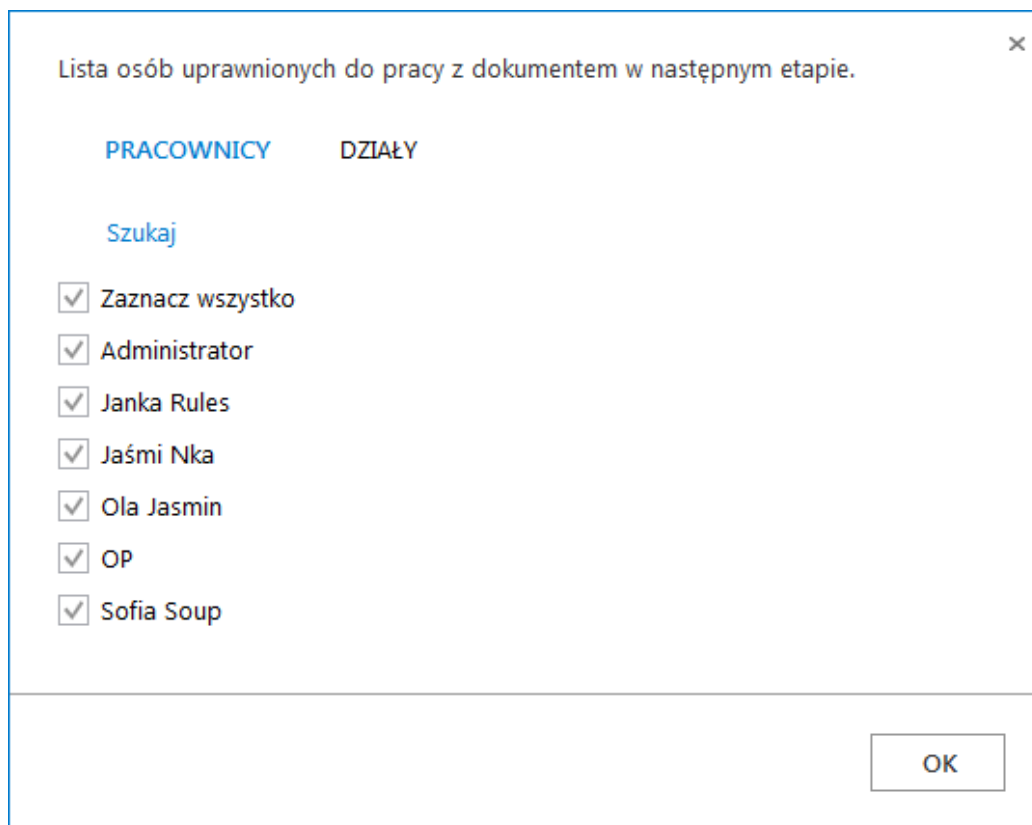 Lista osób uprawnionych do pracy z dokumentem w następnym etapie.
PRACOWNICY DZIAŁY
Szukaj
Zaznacz wszystko
Administrator
Janka Rules
Jaśmi Nka
Ola Jasmin
OP
Sofia Soup
OK